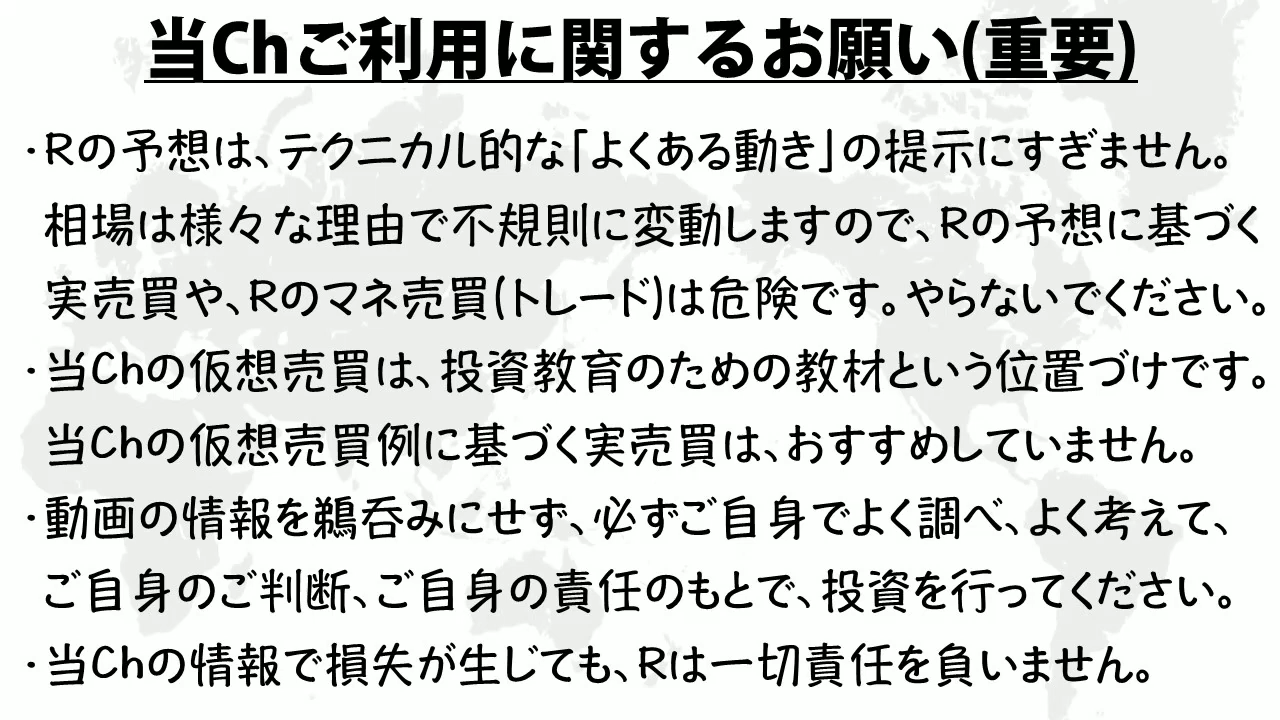 当Chご利用に関するお願い(重要)
・Rの予想は、テクニカル的な「よくある動き」の提示にすぎません。
相場は様々な理由で不規則に変動しますので、Rの予想に基づく
実売買や、Rのマネ売買(トレード)は危険です。やらないでください。
・当Chの仮想売買は、投資教育のための教材という位置づけです。
当Chの仮想売買例に基づく実売買は、おすすめしていません。
・動画の情報を鵜呑みにせず、必ずご自身でよく調べ、よく考えて、
ご自身のご判断、ご自身の責任のもとで、投資を行ってください。
・当Chの情報で損失が生じても、Rは一切責任を負いません。